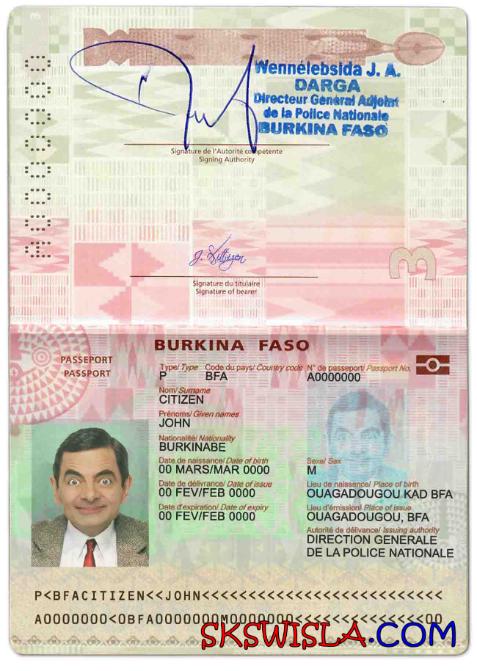 Wennélebsida J. A.
DARGA
Directeur Général Adjoint
de la Police Nationale
BURKINA FASO
Signature de l'Autorité compétente
Signing Authority
J. Sitizen
Signature du titulaire
Signature of bearer
BURKINA FASO
PASSEPORT
PASSPORT
Type/ Type Code du pays/ Country code N° de passeport/ Passport No.
P BFA A0000000
Nom/ Surname
CITIZEN
Prénoms/ Given names
JOHN
Nationalité/ Nationality
BURKINABE
Date de naissance/ Date of birth Sexe/ Sex
00 MARS/MAR 0000 M
Date de délivrance/ Date of issue Lieu de naissance/ Place of birth
00 FEV/FEB 0000 OUAGADOUGOU KAD BFA
Date d'expiration/ Date of expiry Lieu d'émission/ Place of issue
00 FEV/FEB 0000 OUAGADOUGOU, BFA
Autorité de délivrance/ Issuing authority
DIRECTION GENERALE
DE LA POLICE NATIONALE
P<BFACITIZEN<<JOHN<<<<<<<<<<<<<<<<<<<<<<<<<<
A0000000<0BFA0000000M0000000<<<<<<<<<<<<<<00
SKSWISLA.COM